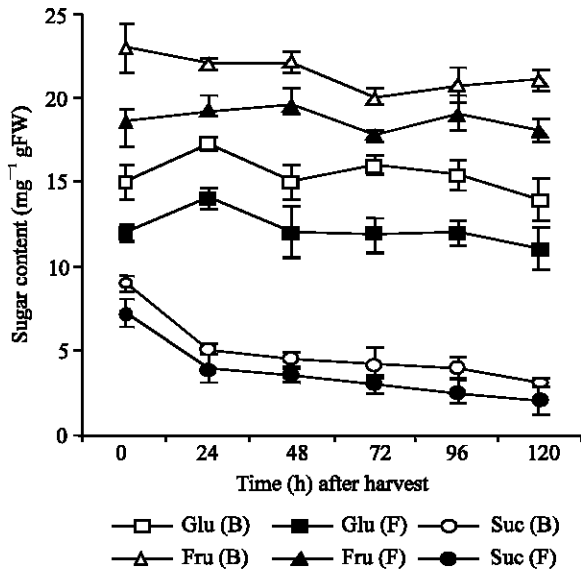 25
20
15
10
5
0
Sugar content (mg⁻¹ gFW)
0 24 48 72 96 120
Time (h) after harvest
Glu (B) Glu (F) Suc (B)
Fru (B) Fru (F) Suc (F)